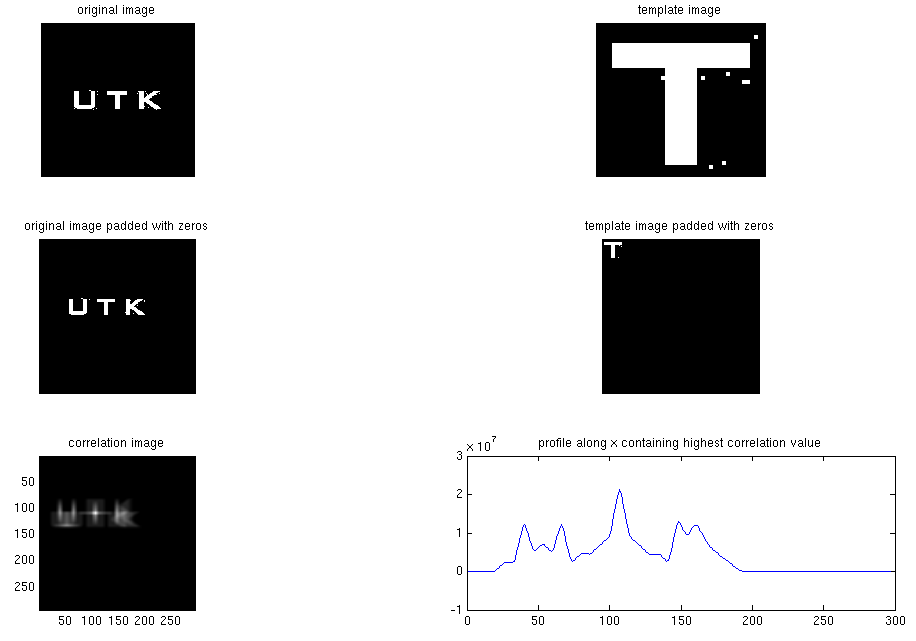 original image
template image
U T K
T
original image padded with zeros
template image padded with zeros
U T K
T
correlation image
profile along x containing highest correlation value
50
100
150
200
250
50 100 150 200 250
× 10^7
3
2
1
0
-1
0 50 100 150 200 250 300
UTK